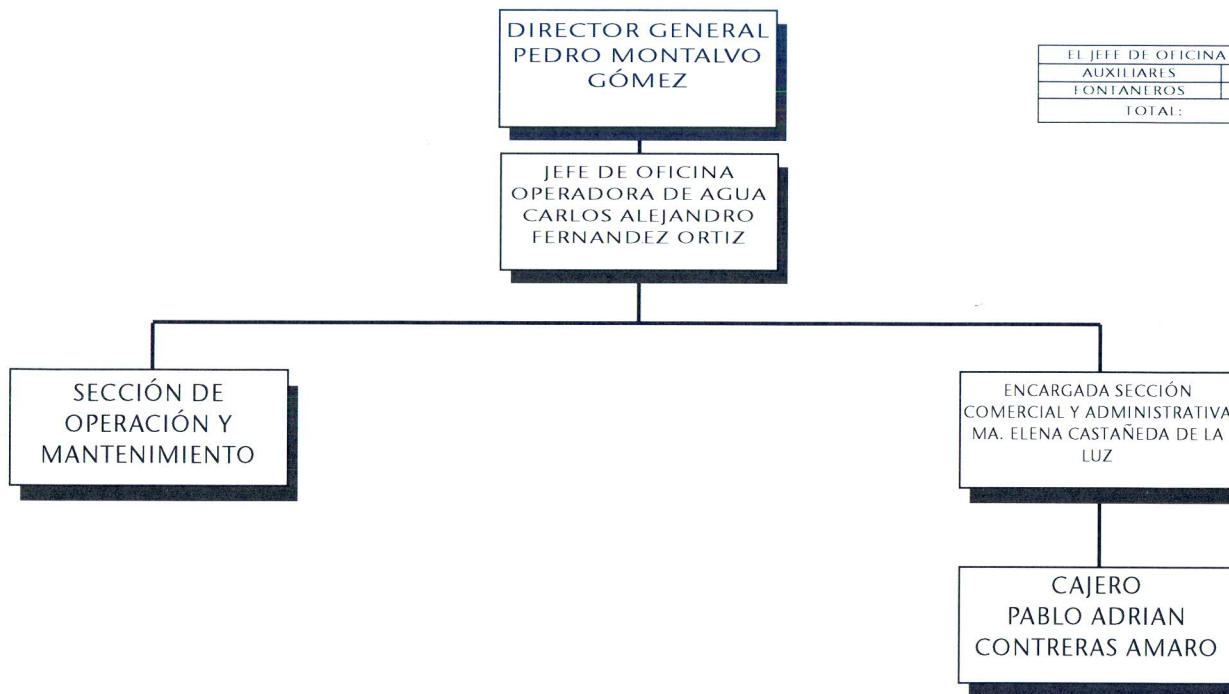 DIRECTOR GENERAL
PEDRO MONTALVO
GÓMEZ
EL JEFE DE OFICINA
AUXILIARES
FONTANEROS
TOTAL:
JEFE DE OFICINA
OPERADORA DE AGUA
CARLOS ALEJANDRO
FERNANDEZ ORTIZ
SECCIÓN DE
OPERACIÓN Y
MANTENIMIENTO
ENCARGADA SECCIÓN
COMERCIAL Y ADMINISTRATIVA
MA. ELENA CASTAÑEDA DE LA
LUZ
CAJERO
PABLO ADRIAN
CONTRERAS AMARO